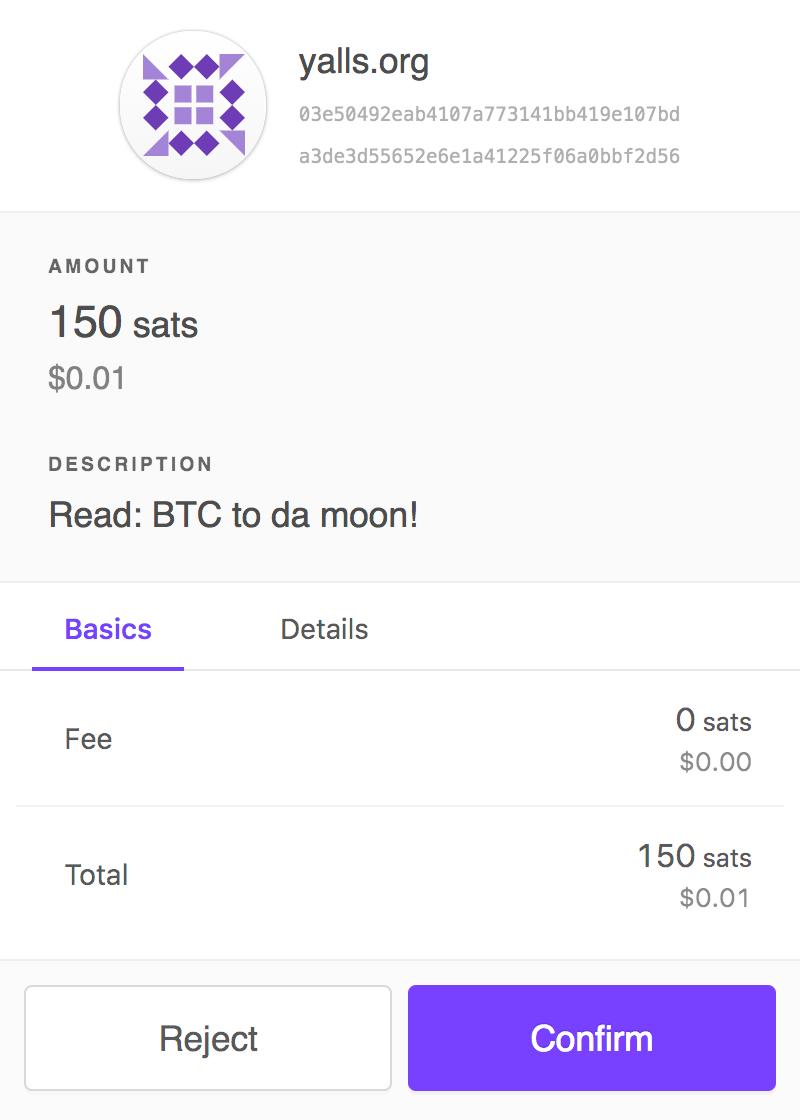 yalls.org
03e50492eab4107a773141bb419e107bd
a3de3d55652e6e1a41225f06a0bbf2d56
AMOUNT
150 sats
$0.01
DESCRIPTION
Read: BTC to da moon!
Basics Details
Fee 0 sats
$0.00
Total 150 sats
$0.01
Reject Confirm